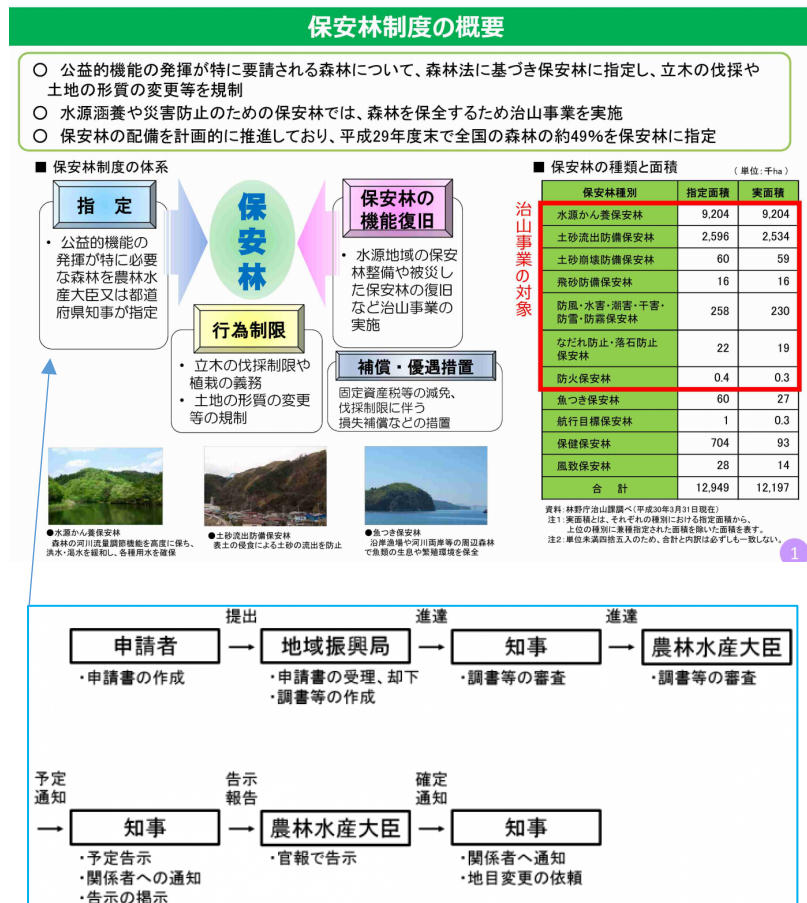 保安林制度の概要
○ 公益的機能の発揮が特に要請される森林について、森林法に基づき保安林に指定し、立木の伐採や
土地の形質の変更等を規制
○ 水源涵養や災害防止のための保安林では、森林を保全するため治山事業を実施
○ 保安林の配備を計画的に推進しており、平成29年度末で全国の森林の約49%を保安林に指定
■ 保安林制度の体系
指 定
・ 公益的機能の
発揮が特に必要
な森林を農林水
産大臣又は都道
府県知事が指定
保安林
保安林の
機能復旧
・ 水源地域の保安
林整備や被災し
た保安林の復旧
など治山事業の
実施
行為制限
・ 立木の伐採制限や
植栽の義務
・ 土地の形質の変更
等の規制
補償・優遇措置
固定資産税等の減免、
伐採制限に伴う
損失補償などの措置
●水源かん養保安林
森林の河川流量調節機能を高度に保ち、
洪水・渇水を緩和し、各種用水を確保
●土砂流出防備保安林
表土の侵食による土砂の流出を防止
●魚つき保安林
沿岸漁場や河川両岸等の周辺森林
で魚類の生息や繁殖環境を保全
■ 保安林の種類と面積
（単位:千ha）
治山事業の対象
保安林種別 指定面積 実面積
水源かん養保安林 9,204 9,204
土砂流出防備保安林 2,596 2,534
土砂崩壊防備保安林 60 59
飛砂防備保安林 16 16
防風・水害・潮害・干害・
防雪・防霧保安林 258 230
なだれ防止・落石防止
保安林 22 19
防火保安林 0.4 0.3
魚つき保安林 60 27
航行目標保安林 1 0.3
保健保安林 704 93
風致保安林 28 14
合 計 12,949 12,197
資料:林野庁治山課調べ（平成30年3月31日現在）
注1:実面積とは、それぞれの種別における指定面積から、
上位の種別に兼種指定された面積を除いた面積を表す。
注2:単位未満四捨五入のため、合計と内訳は必ずしも一致しない。
1
提出 進達 進達
申請者 → 地域振興局 → 知事 → 農林水産大臣
・申請書の作成 ・申請書の受理、却下 ・調書等の審査 ・調書等の審査
・調書等の作成
予定 告示 確定
通知 報告 通知
→ 知事 → 農林水産大臣 → 知事
・予定告示 ・官報で告示 ・関係者へ通知
・関係者への通知 ・地目変更の依頼
・告示の掲示